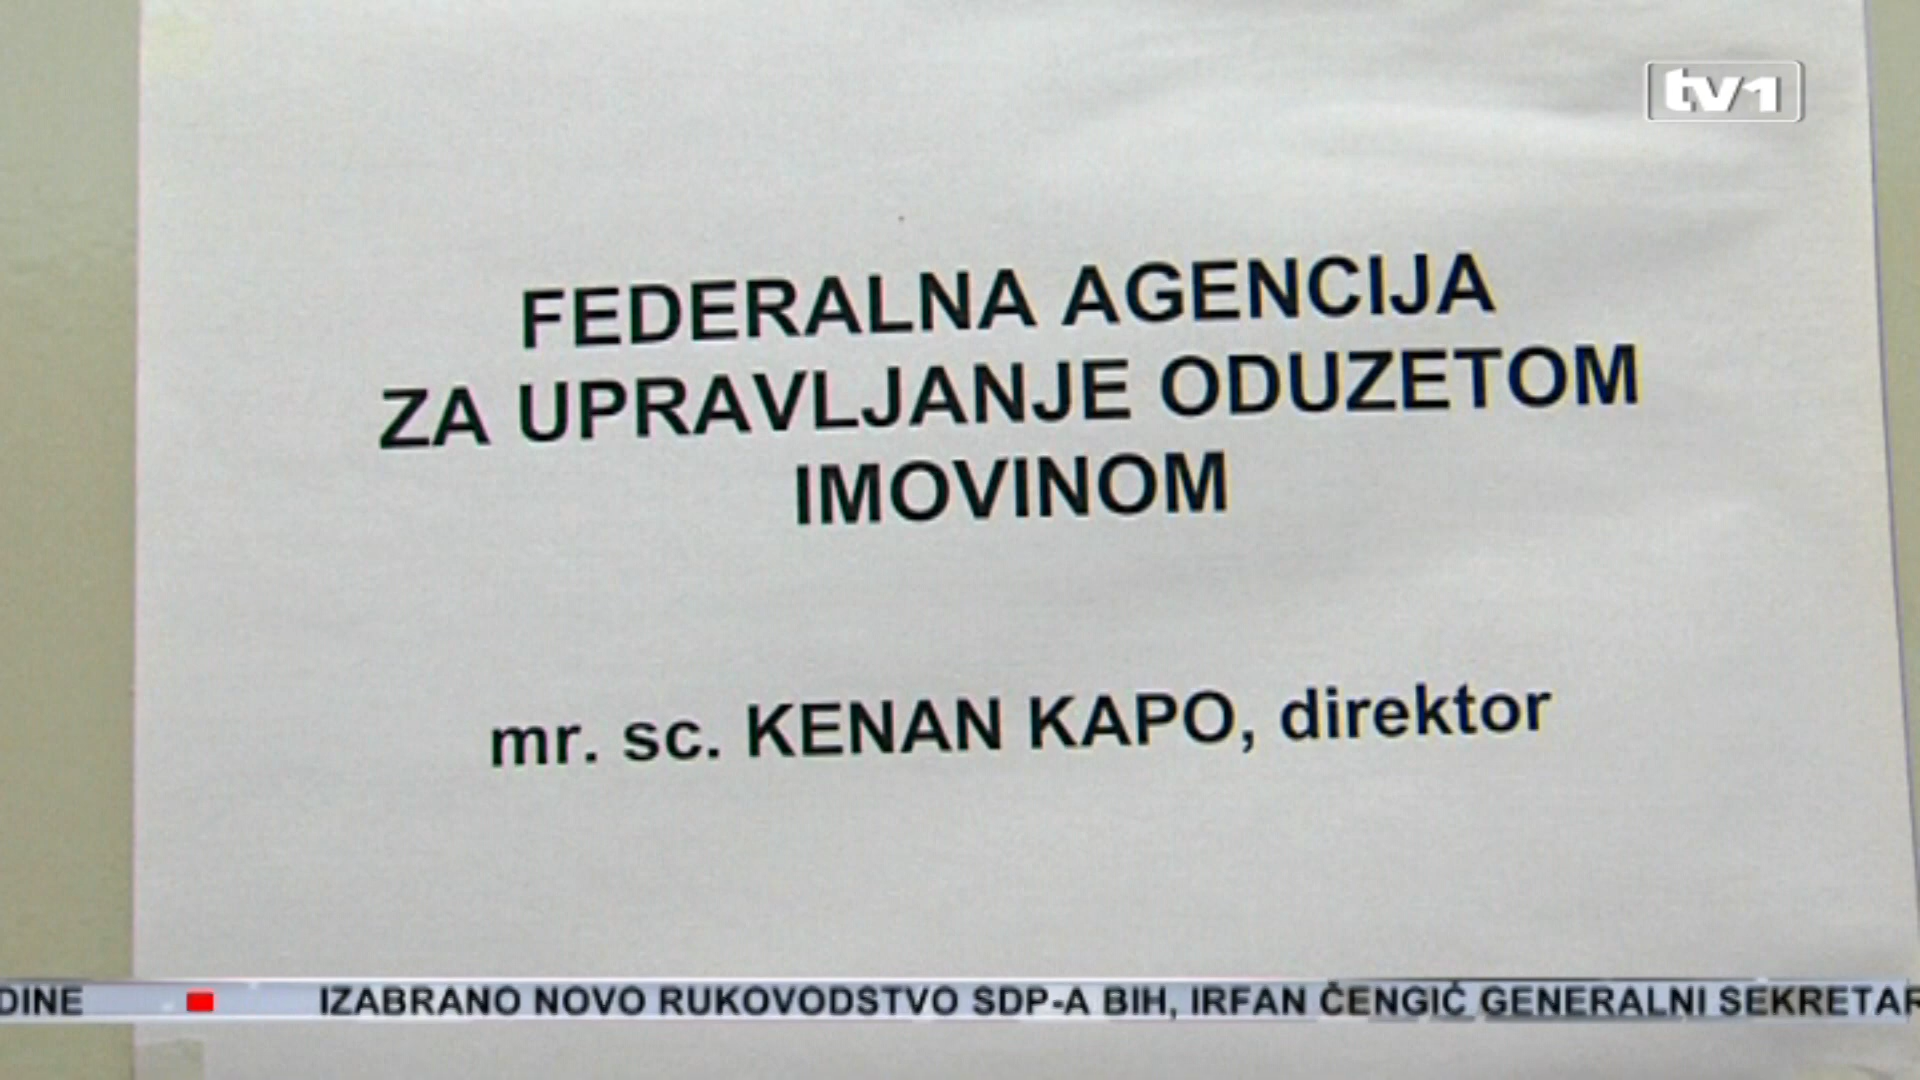 tv1
FEDERALNA AGENCIJA
ZA UPRAVLJANJE ODUZETOM
IMOVINOM
mr. sc. KENAN KAPO, direktor
DINE IZABRANO NOVO RUKOVODSTVO SDP-A BIH, IRFAN ČENGIĆ GENERALNI SEKRETAR